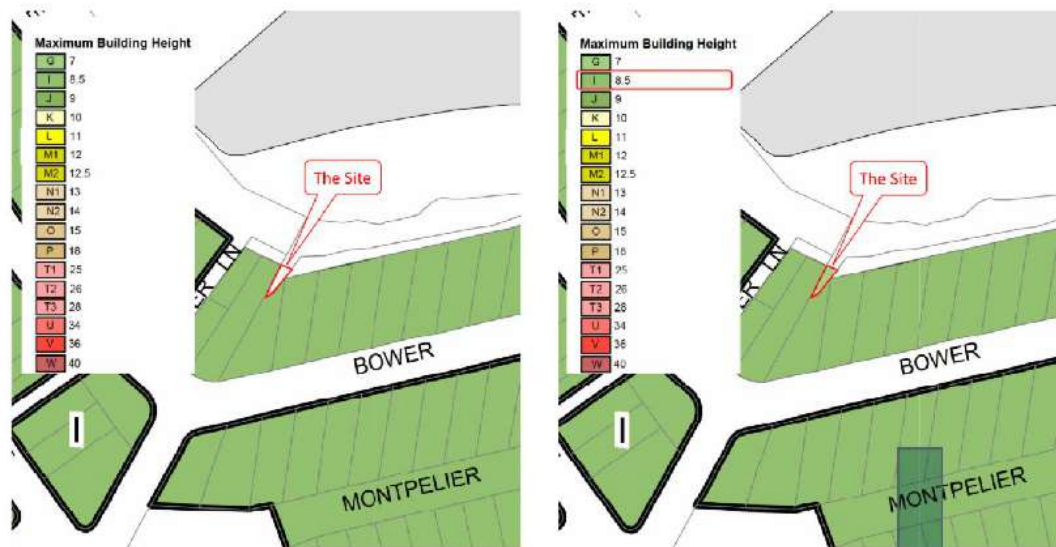 Maximum Building Height
G 7
I 8.5
J 9
K 10
L 11
M1 12
M2 12.5
N1 13
N2 14
O 15
P 18
T1 25
T2 26
T3 28
U 34
V 36
W 40
The Site
BOWER
I
MONTPELIER
Maximum Building Height
G 7
I 8.5
J 9
K 10
L 11
M1 12
M2 12.5
N1 13
N2 14
O 15
P 18
T1 25
T2 26
T3 28
U 34
V 36
W 40
The Site
BOWER
I
MONTPELIER